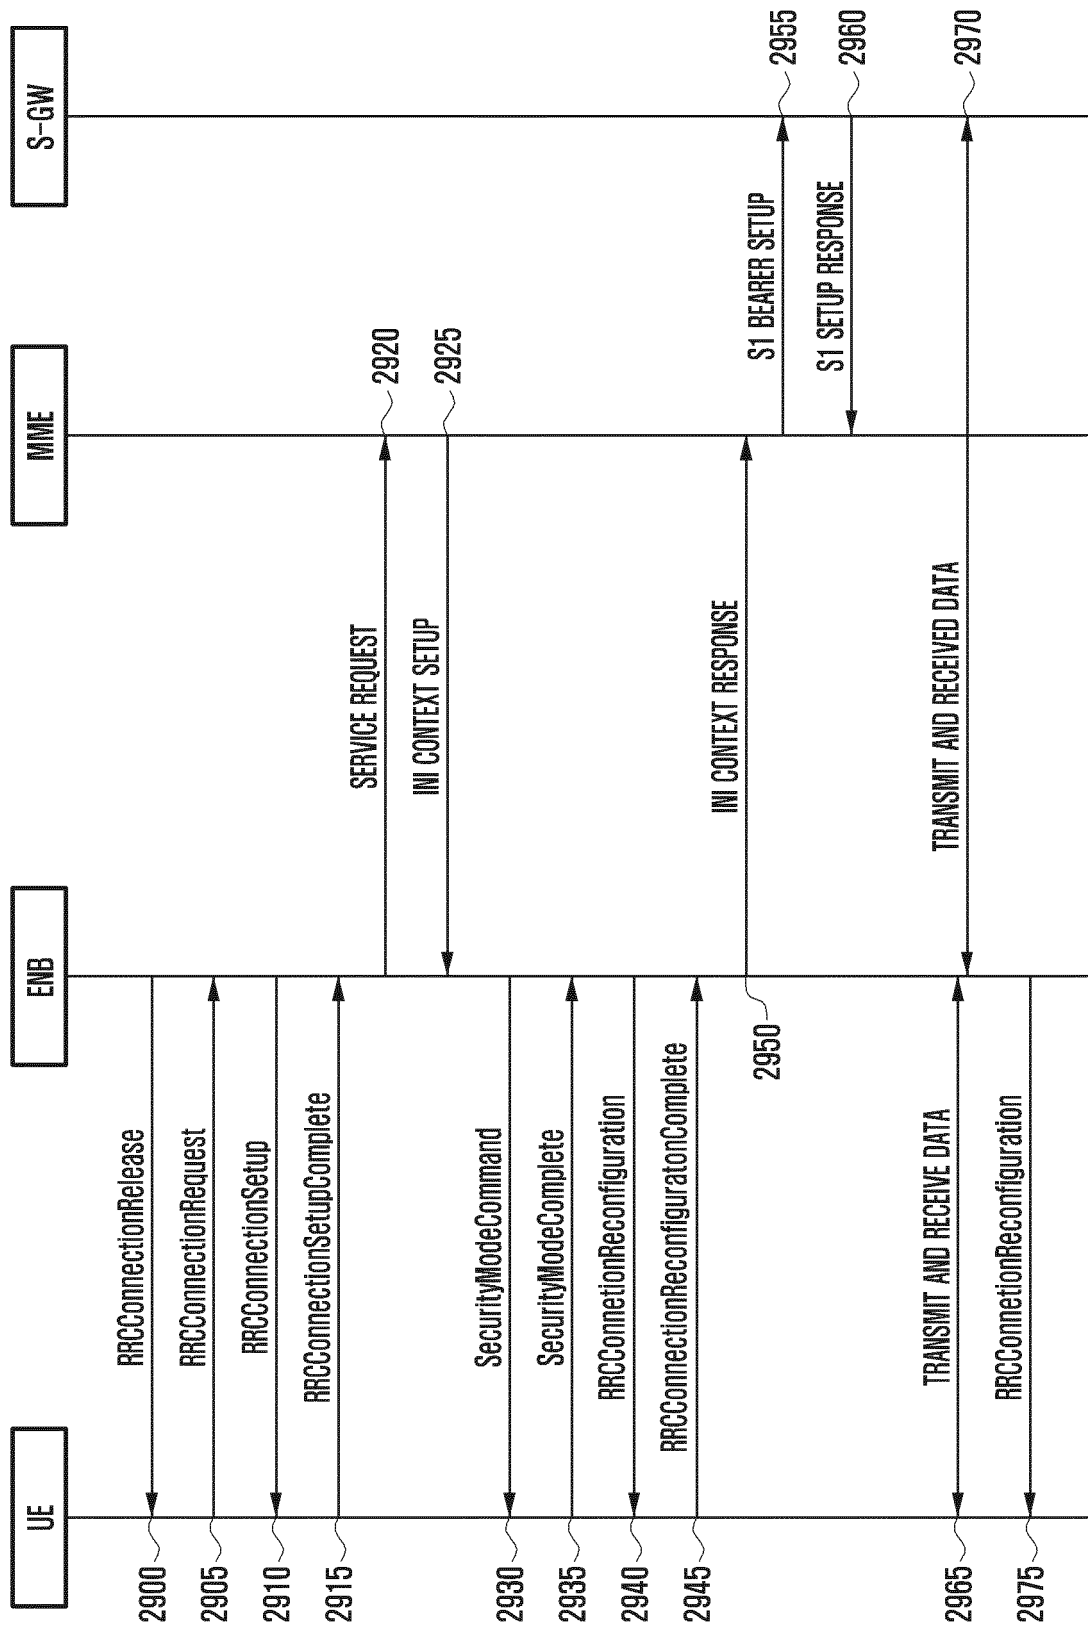 UE
ENB
MME
S-GW
2900
RRCConnectionRelease
2905
RRCConnectionRequest
2910
RRCConnectionSetup
2915
RRCConnectionSetupComplete
SERVICE REQUEST
2920
INI CONTEXT SETUP
2925
2930
SecurityModeCommand
2935
SecurityModeComplete
2940
RRCConnetionReconfiguration
2945
RRCConnectionReconfiguratonComplete
2950
INI CONTEXT RESPONSE
S1 BEARER SETUP
2955
S1 SETUP RESPONSE
2960
2965
TRANSMIT AND RECEIVE DATA
TRANSMIT AND RECEIVED DATA
2970
2975
RRCConnetionReconfiguration